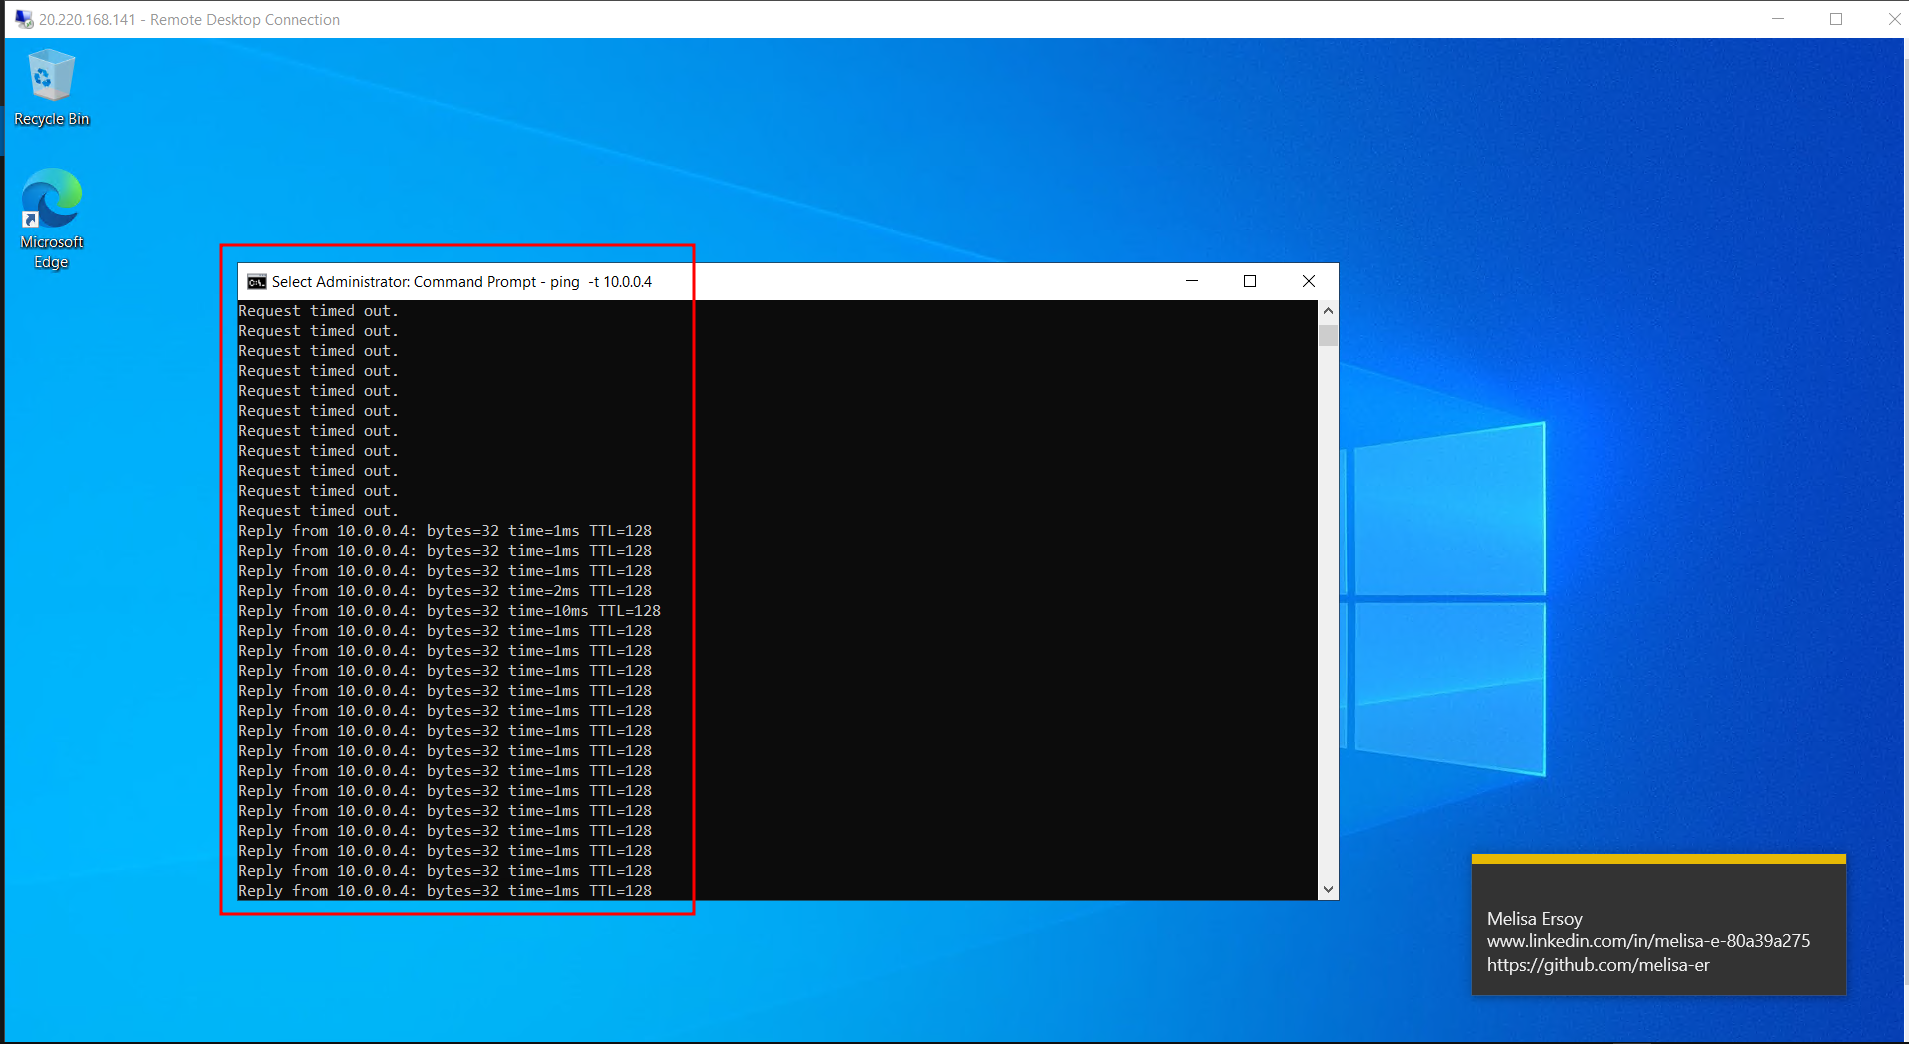 20.220.168.141 - Remote Desktop Connection
Recycle Bin
Microsoft
Edge
Select Administrator: Command Prompt - ping  -t 10.0.0.4
Request timed out.
Request timed out.
Request timed out.
Request timed out.
Request timed out.
Request timed out.
Request timed out.
Request timed out.
Request timed out.
Request timed out.
Request timed out.
Reply from 10.0.0.4: bytes=32 time=1ms TTL=128
Reply from 10.0.0.4: bytes=32 time=1ms TTL=128
Reply from 10.0.0.4: bytes=32 time=1ms TTL=128
Reply from 10.0.0.4: bytes=32 time=2ms TTL=128
Reply from 10.0.0.4: bytes=32 time=10ms TTL=128
Reply from 10.0.0.4: bytes=32 time=1ms TTL=128
Reply from 10.0.0.4: bytes=32 time=1ms TTL=128
Reply from 10.0.0.4: bytes=32 time=1ms TTL=128
Reply from 10.0.0.4: bytes=32 time=1ms TTL=128
Reply from 10.0.0.4: bytes=32 time=1ms TTL=128
Reply from 10.0.0.4: bytes=32 time=1ms TTL=128
Reply from 10.0.0.4: bytes=32 time=1ms TTL=128
Reply from 10.0.0.4: bytes=32 time=1ms TTL=128
Reply from 10.0.0.4: bytes=32 time=1ms TTL=128
Reply from 10.0.0.4: bytes=32 time=1ms TTL=128
Reply from 10.0.0.4: bytes=32 time=1ms TTL=128
Reply from 10.0.0.4: bytes=32 time=1ms TTL=128
Reply from 10.0.0.4: bytes=32 time=1ms TTL=128
Reply from 10.0.0.4: bytes=32 time=1ms TTL=128
Melisa Ersoy
www.linkedin.com/in/melisa-e-80a39a275
https://github.com/melisa-er